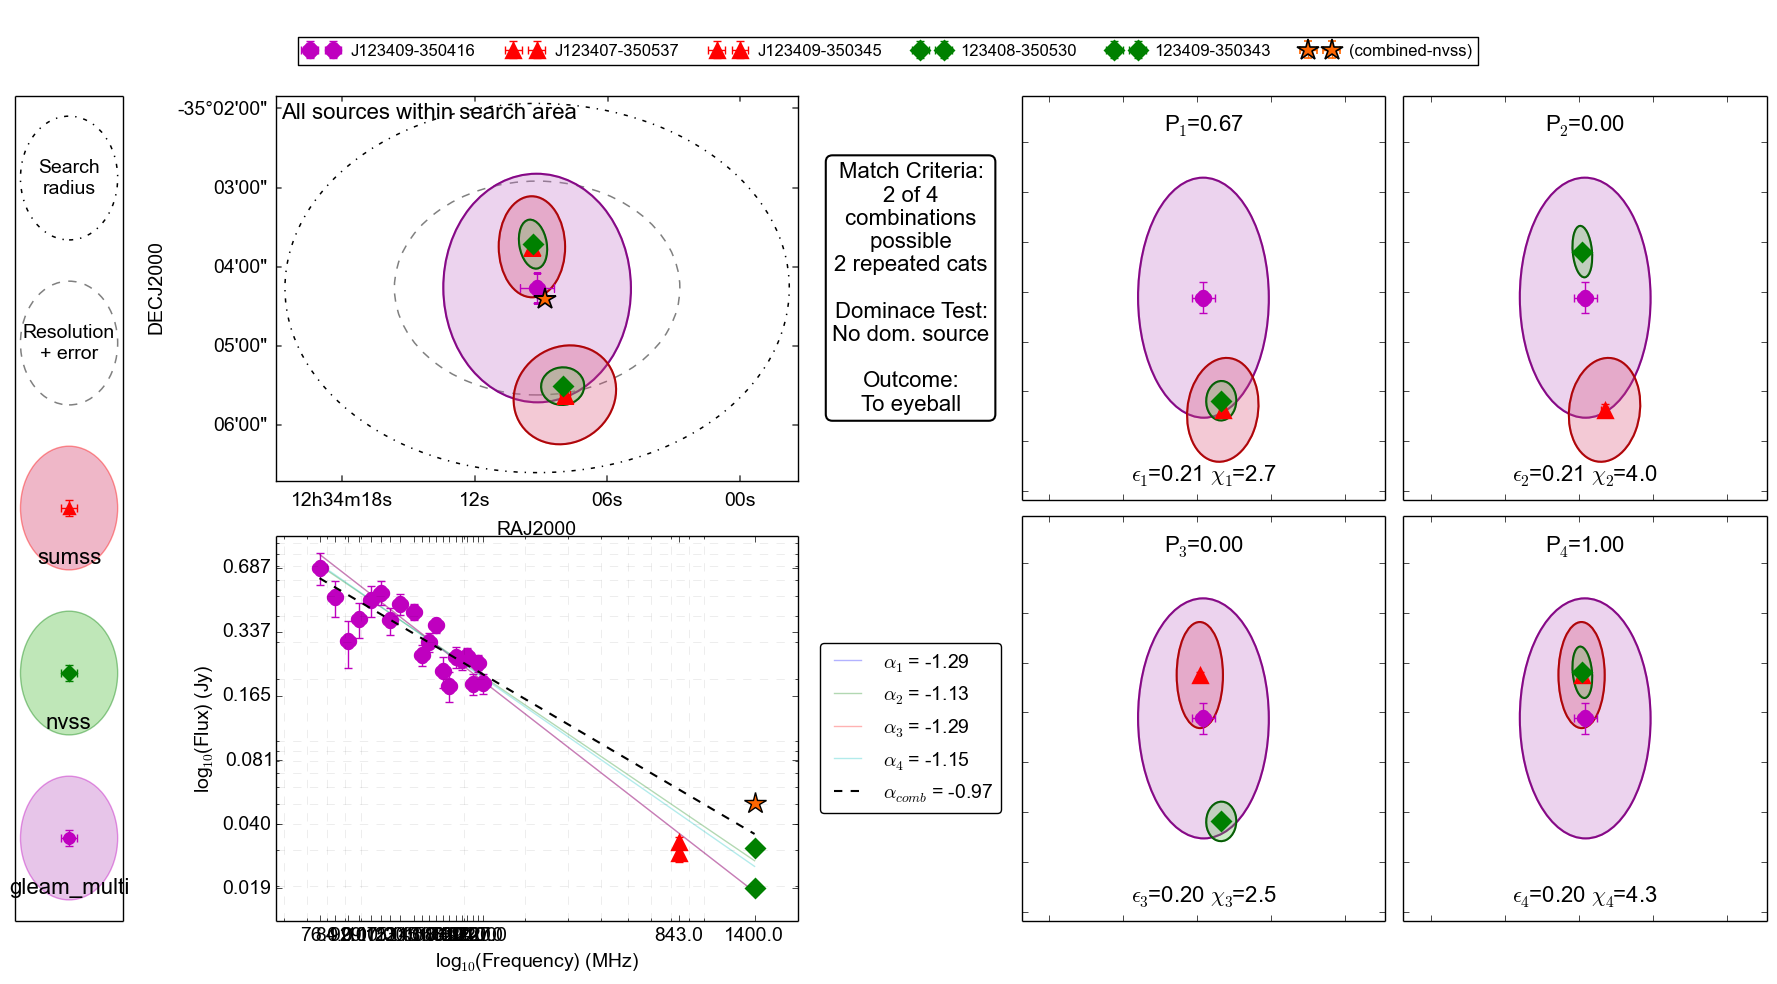 J123409-350416 J123407-350537 J123409-350345 123408-350530 123409-350343 (combined-nvss)
Search
radius
Resolution
+ error
sumss
nvss
gleam_multi
All sources within search area
DECJ2000
-35°02'00"
03'00"
04'00"
05'00"
06'00"
12h34m18s 12s 06s 00s
RAJ2000
Match Criteria:
2 of 4
combinations
possible
2 repeated cats
Dominace Test:
No dom. source
Outcome:
To eyeball
P1=0.67
ϵ1=0.21 χ1=2.7
P2=0.00
ϵ2=0.21 χ2=4.0
P3=0.00
ϵ3=0.20 χ3=2.5
P4=1.00
ϵ4=0.20 χ4=4.3
log10(Flux) (Jy)
0.687
0.337
0.165
0.081
0.040
0.019
843.0 1400.0
log10(Frequency) (MHz)
α1 = -1.29
α2 = -1.13
α3 = -1.29
α4 = -1.15
αcomb = -0.97